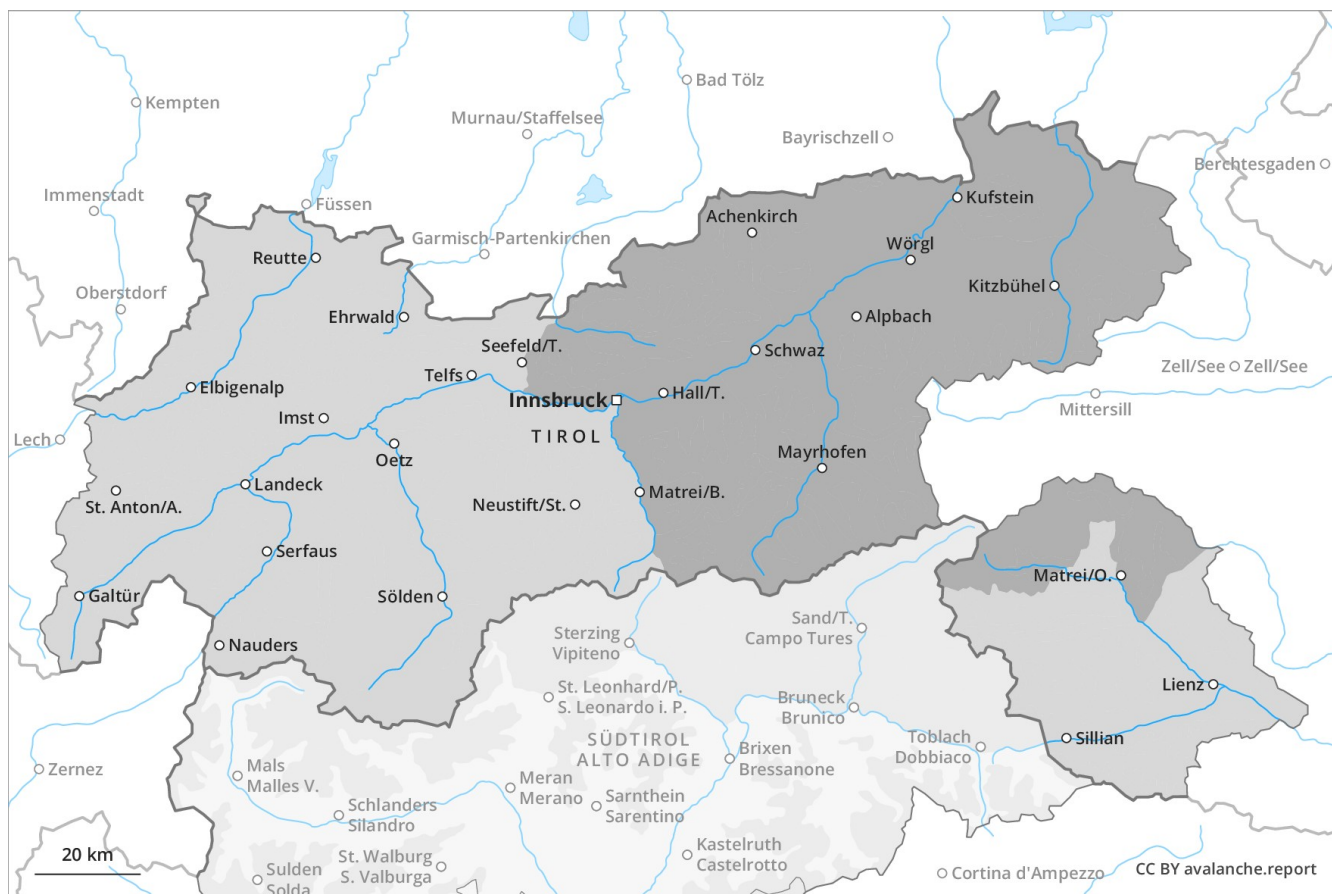 Kempten
Bad Tölz
Murnau/Staffelsee
Bayrischzell
Berchtesgaden
Immenstadt
Füssen
Kufstein
Achenkirch
Garmisch-Partenkirchen
Wörgl
Reutte
Kitzbühel
Oberstdorf
Ehrwald
Alpbach
Seefeld/T.
Schwaz
Telfs
Zell/See
Zell/See
Elbigenalp
Innsbruck
Hall/T.
Mittersill
Imst
Lech
TIROL
Oetz
Mayrhofen
Landeck
Matrei/B.
St. Anton/A.
Neustift/St.
Serfaus
Matrei/O.
Galtür
Sölden
Sand/T.
Campo Tures
Sterzing
Vipiteno
Nauders
Lienz
St. Leonhard/P.
S. Leonardo i. P.
Bruneck
Brunico
SÜDTIROL
ALTO ADIGE
Toblach
Dobbiaco
Sillian
Brixen
Bressanone
Zernez
Mals
Malles V.
Meran
Merano
Sarnthein
Sarentino
Schlanders
Silandro
Kastelruth
Castelrotto
20 km
St. Walburg
S. Valburga
Sulden
Solda
Cortina d'Ampezzo
CC BY avalanche.report